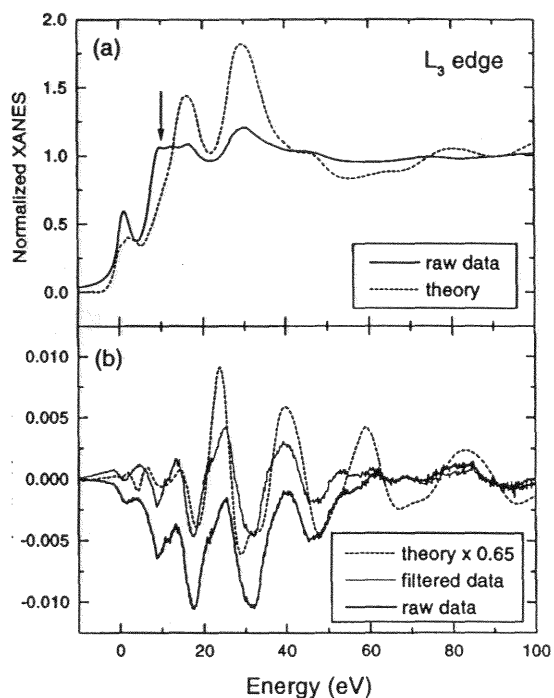 2.0
(a)
L3 edge
1.5
1.0
0.5
0.0
Normalized XANES
raw data
theory
0.010
(b)
0.005
0.000
-0.005
-0.010
theory x 0.65
filtered data
raw data
0
20
40
60
80
100
Energy (eV)